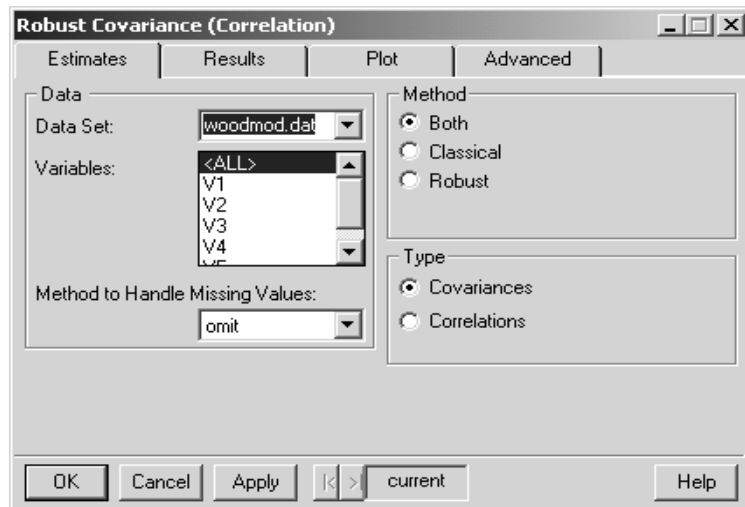 Robust Covariance (Correlation)
Estimates Results Plot Advanced
Data
Data Set: woodmod.dat
Variables: <ALL>
V1
V2
V3
V4
Method to Handle Missing Values:
omit
Method
Both
Classical
Robust
Type
Covariances
Correlations
OK Cancel Apply |< >| current Help